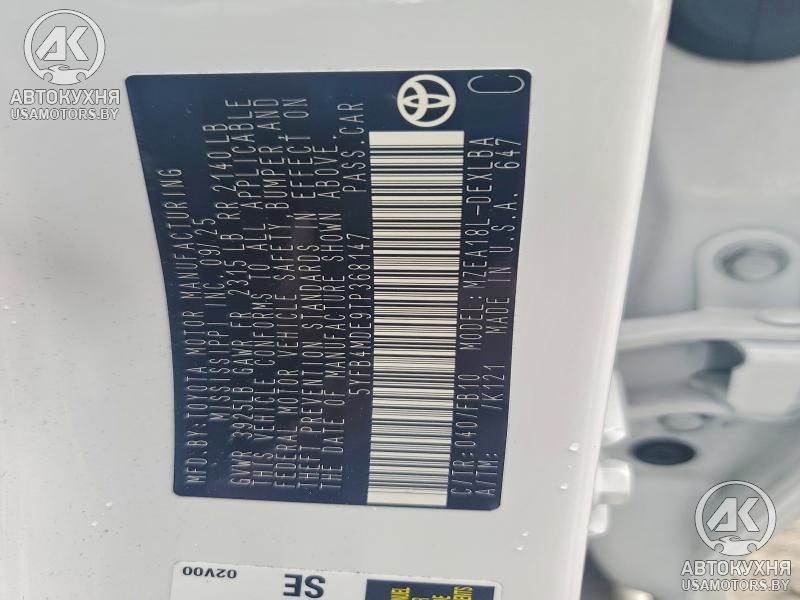 АВТОКУХНЯ
USAMOTORS.BY
MFD. BY: TOYOTA MOTOR MANUFACTURING
MISSISSIPPI INC. 09/25
GVWR 3925LB GAWR FR 2315 LB RR 2140LB
THIS VEHICLE CONFORMS TO ALL APPLICABLE
FEDERAL MOTOR VEHICLE SAFETY, BUMPER, AND
THEFT PREVENTION STANDARDS IN EFFECT ON
THE DATE OF MANUFACTURE SHOWN ABOVE.
5YFB4MDE9TP368147 PASS.CAR
C/TR: 040/FB10 MODEL: MZEA18L-DEXLBA
A/TM: /K121 MADE IN U.S.A. 647
C
02V00
SE
АВТОКУХНЯ
USAMOTORS.BY